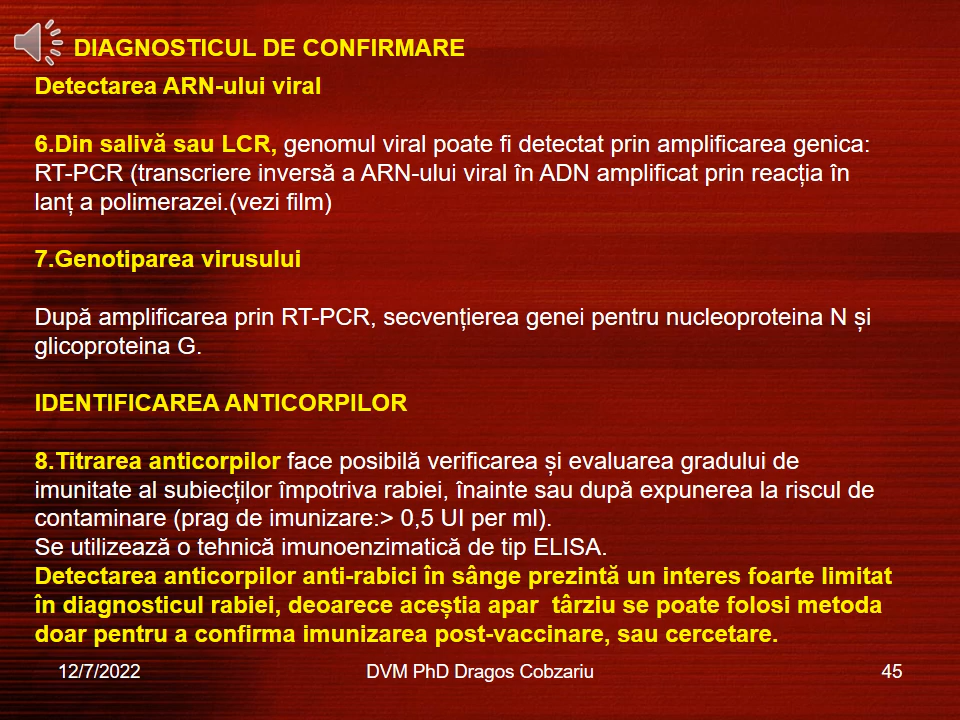 DIAGNOSTICUL DE CONFIRMARE
Detectarea ARN-ului viral
6.Din salivă sau LCR, genomul viral poate fi detectat prin amplificarea genica:
RT-PCR (transcriere inversă a ARN-ului viral în ADN amplificat prin reacția în
lanț a polimerazei.(vezi film)
7.Genotiparea virusului
După amplificarea prin RT-PCR, secvențierea genei pentru nucleoproteina N și
glicoproteina G.
IDENTIFICAREA ANTICORPILOR
8.Titrarea anticorpilor face posibilă verificarea și evaluarea gradului de
imunitate al subiecților împotriva rabiei, înainte sau după expunerea la riscul de
contaminare (prag de imunizare:> 0,5 UI per ml).
Se utilizează o tehnică imunoenzimatică de tip ELISA.
Detectarea anticorpilor anti-rabici în sânge prezintă un interes foarte limitat
în diagnosticul rabiei, deoarece aceștia apar  târziu se poate folosi metoda
doar pentru a confirma imunizarea post-vaccinare, sau cercetare.
12/7/2022 DVM PhD Dragos Cobzariu 45